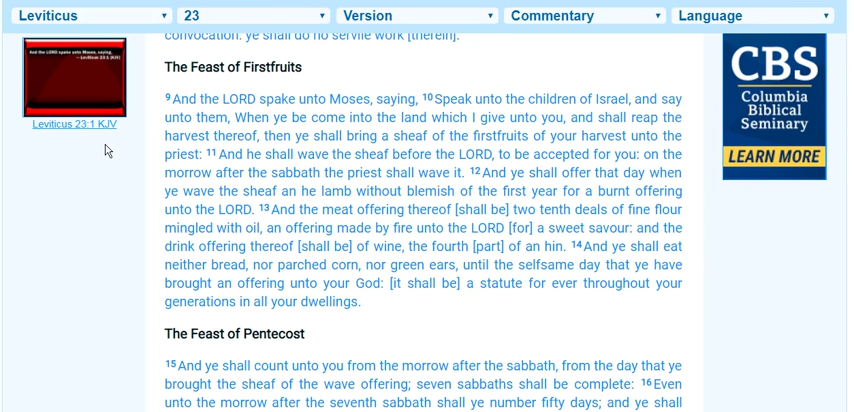 Leviticus 23 Version Commentary Language
convocation: ye shall do no servile work [therein].
And the LORD spake unto Moses, saying,
— Leviticus 23:1 (KJV)
Leviticus 23:1 KJV
The Feast of Firstfruits
9 And the LORD spake unto Moses, saying, 10 Speak unto the children of Israel, and say
unto them, When ye be come into the land which I give unto you, and shall reap the
harvest thereof, then ye shall bring a sheaf of the firstfruits of your harvest unto the
priest: 11 And he shall wave the sheaf before the LORD, to be accepted for you: on the
morrow after the sabbath the priest shall wave it. 12 And ye shall offer that day when
ye wave the sheaf an he lamb without blemish of the first year for a burnt offering
unto the LORD. 13 And the meat offering thereof [shall be] two tenth deals of fine flour
mingled with oil, an offering made by fire unto the LORD [for] a sweet savour: and the
drink offering thereof [shall be] of wine, the fourth [part] of an hin. 14 And ye shall eat
neither bread, nor parched corn, nor green ears, until the selfsame day that ye have
brought an offering unto your God: [it shall be] a statute for ever throughout your
generations in all your dwellings.
The Feast of Pentecost
15 And ye shall count unto you from the morrow after the sabbath, from the day that ye
brought the sheaf of the wave offering; seven sabbaths shall be complete: 16 Even
unto the morrow after the seventh sabbath shall ye number fifty days; and ye shall
CBS
Columbia
Biblical
Seminary
LEARN MORE